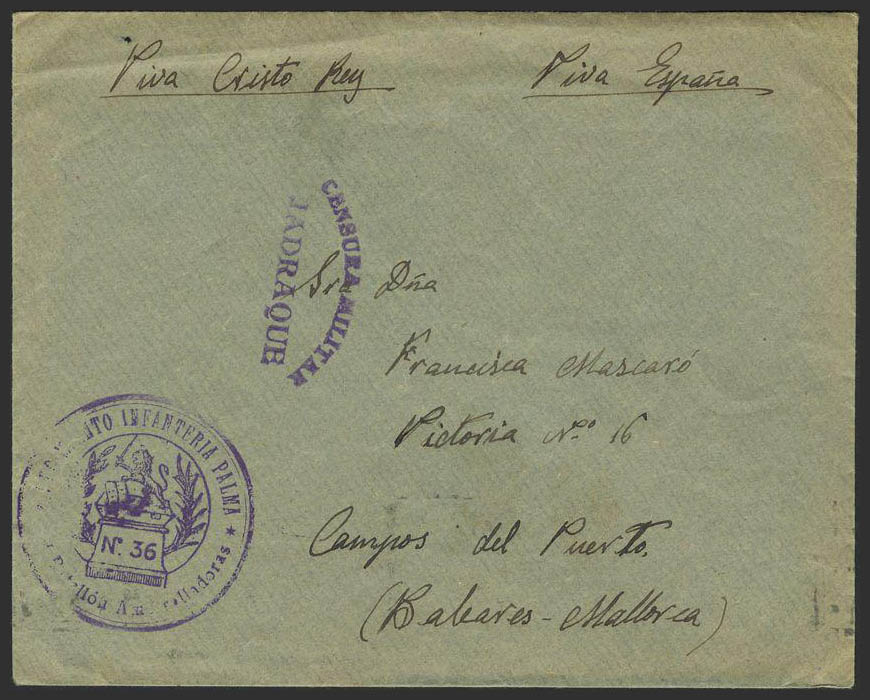 Viva Cristo Rey Viva España
CENSURA MILITAR
JADRAQUE
Sra Dña
Francisca Mascaró
Victoria Nº 16
Campos del Puerto.
(Baleares - Mallorca)
INFANTERIA PALMA ★
Nº. 36